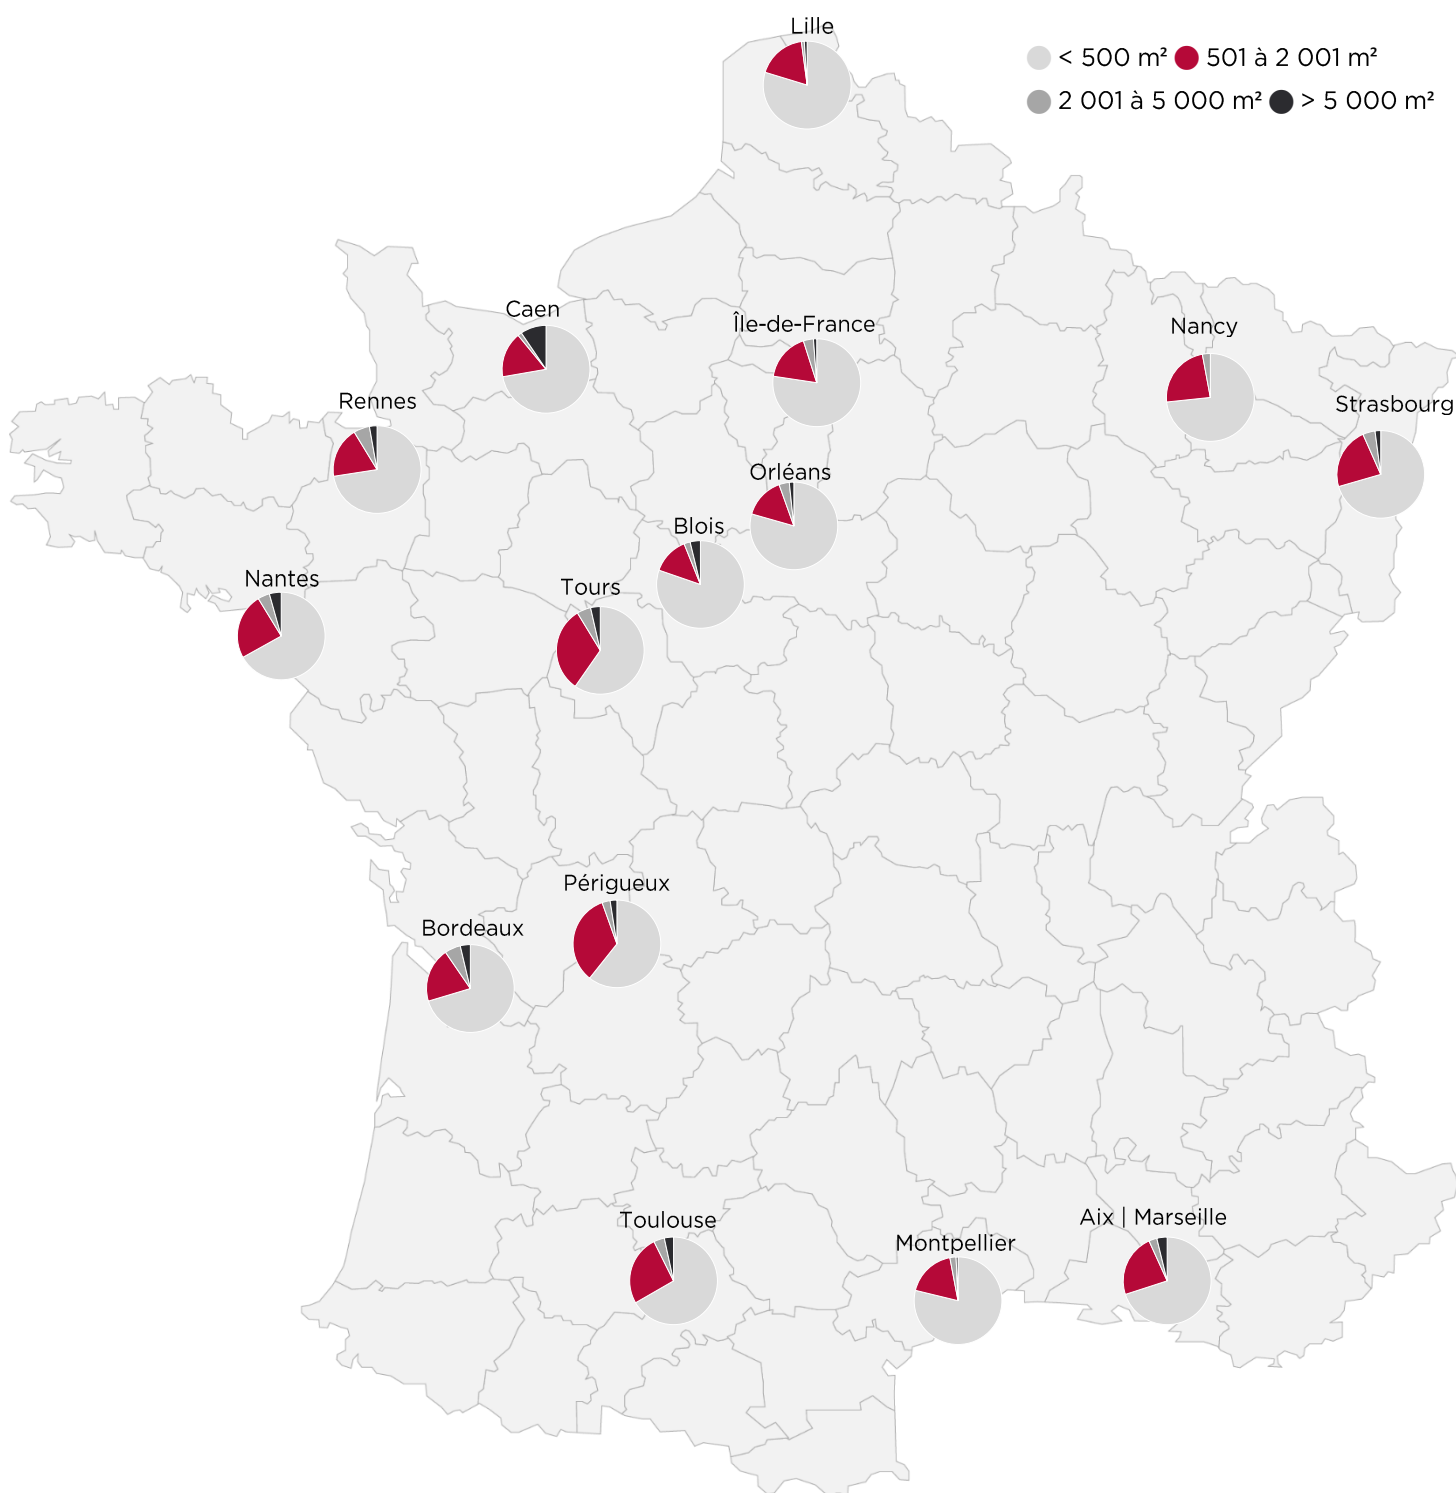 Lille
< 500 m² 501 à 2 001 m²
2 001 à 5 000 m² > 5 000 m²
Caen
Île-de-France
Nancy
Rennes
Strasbourg
Orléans
Blois
Nantes
Tours
Périgueux
Bordeaux
Toulouse
Aix | Marseille
Montpellier